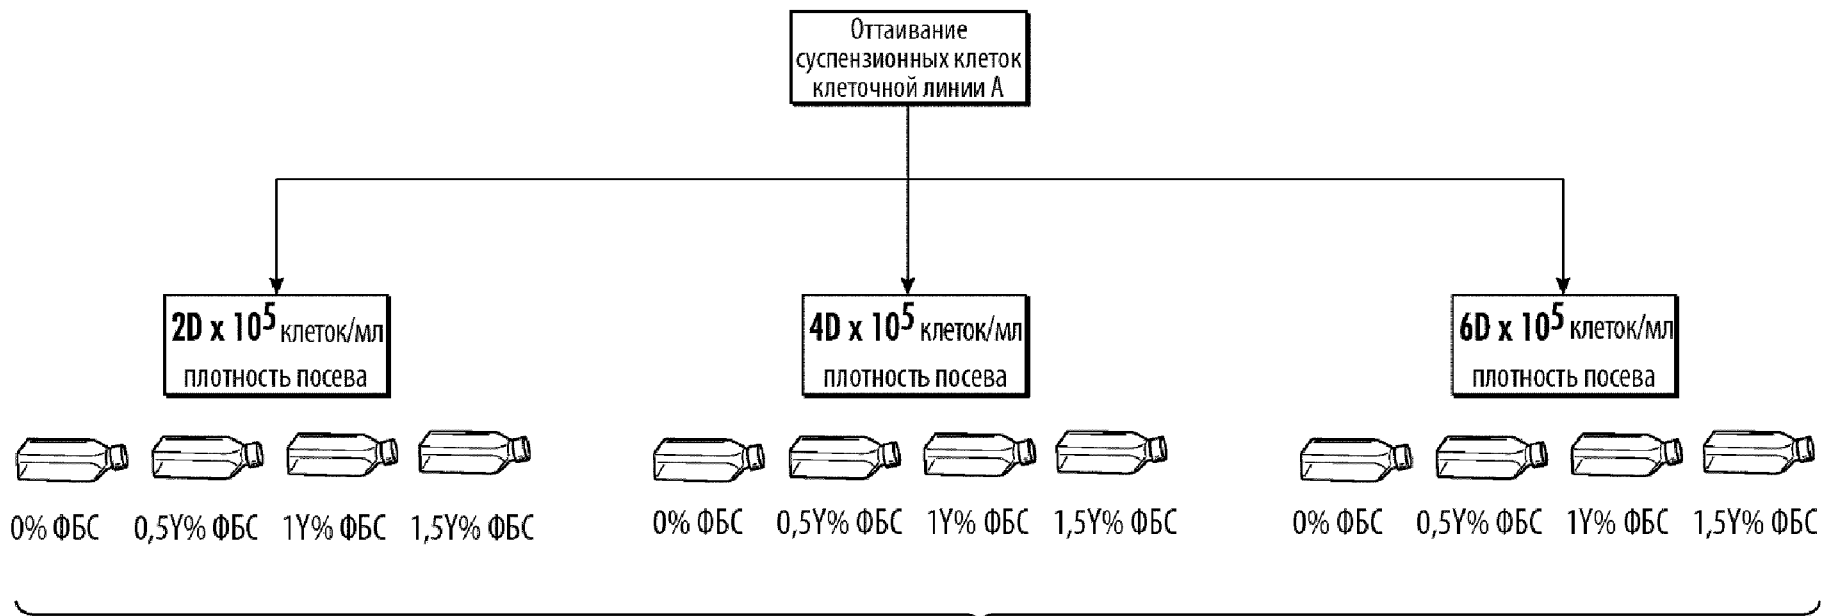 Оттаивание
суспензионных клеток
клеточной линии А
2D x 10⁵ клеток/мл
плотность посева
4D x 10⁵ клеток/мл
плотность посева
6D x 10⁵ клеток/мл
плотность посева
0% ФБС 0,5Y% ФБС 1Y% ФБС 1,5Y% ФБС
0% ФБС 0,5Y% ФБС 1Y% ФБС 1,5Y% ФБС
0% ФБС 0,5Y% ФБС 1Y% ФБС 1,5Y% ФБС